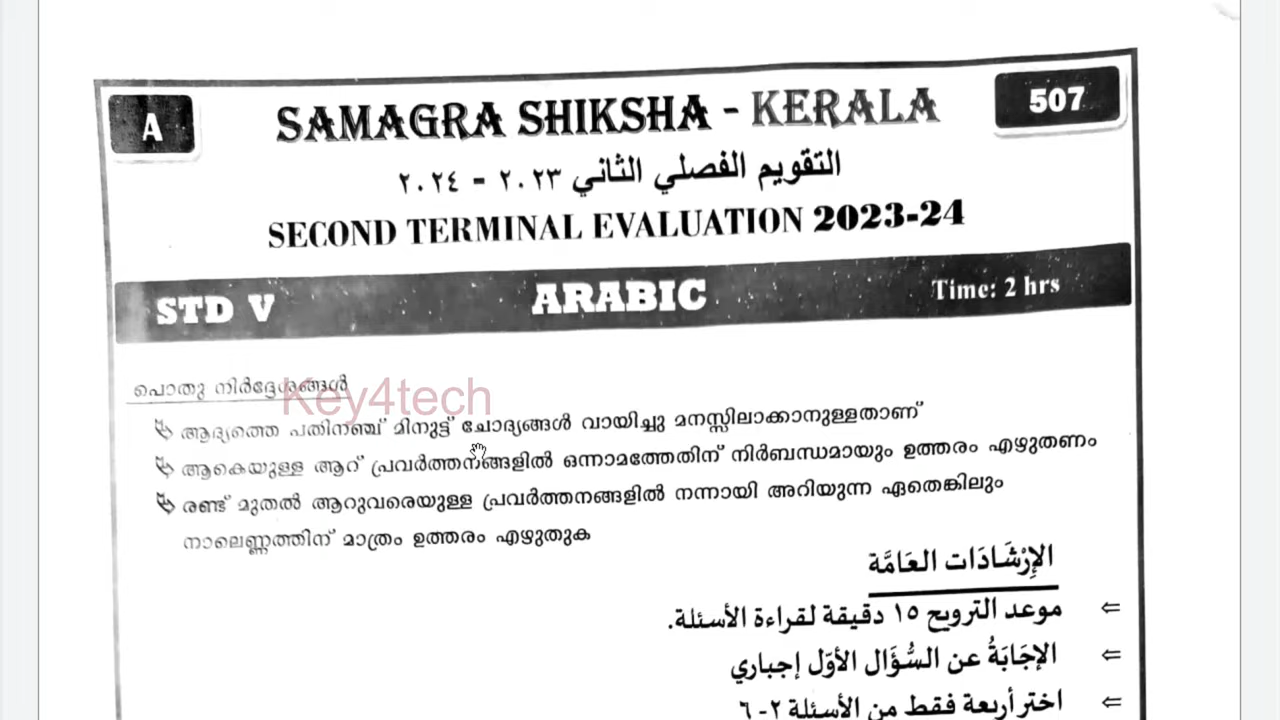 A
SAMAGRA SHIKSHA - KERALA
507
التقويم الفصلي الثاني ٢٠٢٣ - ٢٠٢٤
SECOND TERMINAL EVALUATION 2023-24
STD V ARABIC Time: 2 hrs
പൊതു നിർദ്ദേശങ്ങൾ
Key4tech
ആദ്യത്തെ പതിനഞ്ച് മിനുട്ട് ചോദ്യങ്ങൾ വായിച്ചു മനസ്സിലാക്കാനുള്ളതാണ്
ആകെയുള്ള ആറ് പ്രവർത്തനങ്ങളിൽ ഒന്നാമത്തേതിന് നിർബന്ധമായും ഉത്തരം എഴുതണം
രണ്ട് മുതൽ ആറുവരെയുള്ള പ്രവർത്തനങ്ങളിൽ നന്നായി അറിയുന്ന ഏതെങ്കിലും
നാലെണ്ണത്തിന് മാത്രം ഉത്തരം എഴുതുക
الإِرْشَادَات العَامَّة
⇐ موعد الترويح ١٥ دقيقة لقراءة الأسئلة.
⇐ الإجَابَةُ عن السُّؤَال الأوّل إجباري
⇐ اختر أربعة فقط من الأسئلة ٢-٦